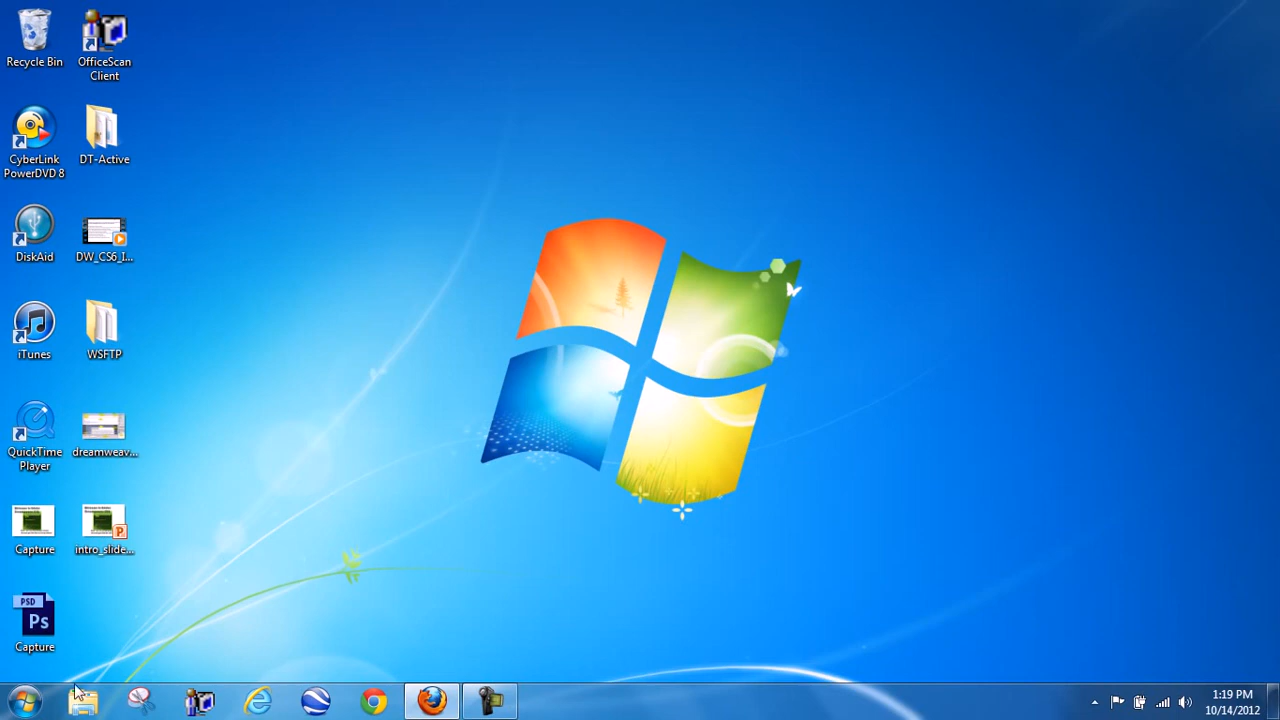 Recycle Bin
OfficeScan
Client
CyberLink
PowerDVD 8
DT-Active
DiskAid
DW_CS6_I...
iTunes
WSFTP
QuickTime
Player
dreamweav...
Capture
intro_slide...
PSD
Ps
Capture
1:19 PM
10/14/2012